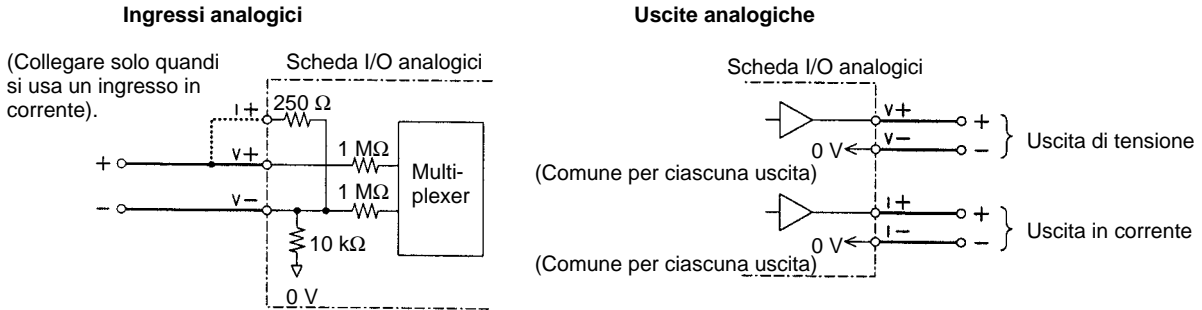 Ingressi analogici
(Collegare solo quandi
si usa un ingresso in
corrente).
Scheda I/O analogici
I+
250 Ω
+
V+
1 MΩ
Multi-
plexer
–
V–
1 MΩ
10 kΩ
0 V
Uscite analogiche
Scheda I/O analogici
V+
+
V–
0 V
–
Uscita di tensione
(Comune per ciascuna uscita)
I+
+
I–
0 V
–
Uscita in corrente
(Comune per ciascuna uscita)